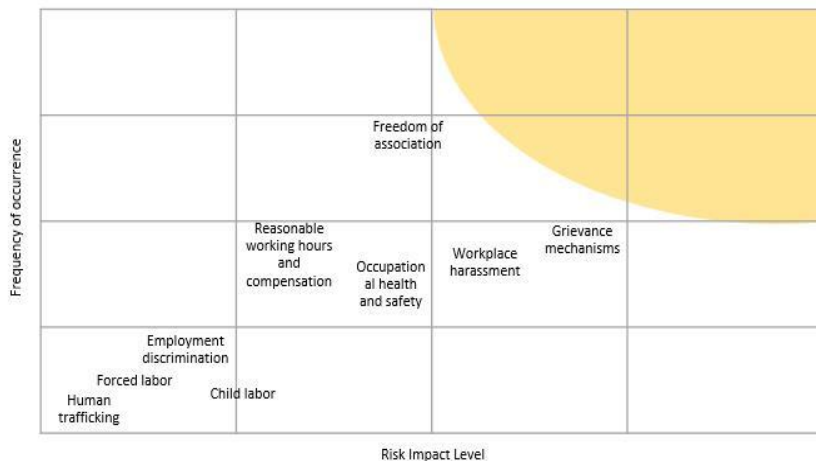 Frequency of occurrence
Freedom of
association
Reasonable
working hours
and
compensation
Occupation
al health
and safety
Workplace
harassment
Grievance
mechanisms
Employment
discrimination
Forced labor
Human
trafficking
Child labor
Risk Impact Level